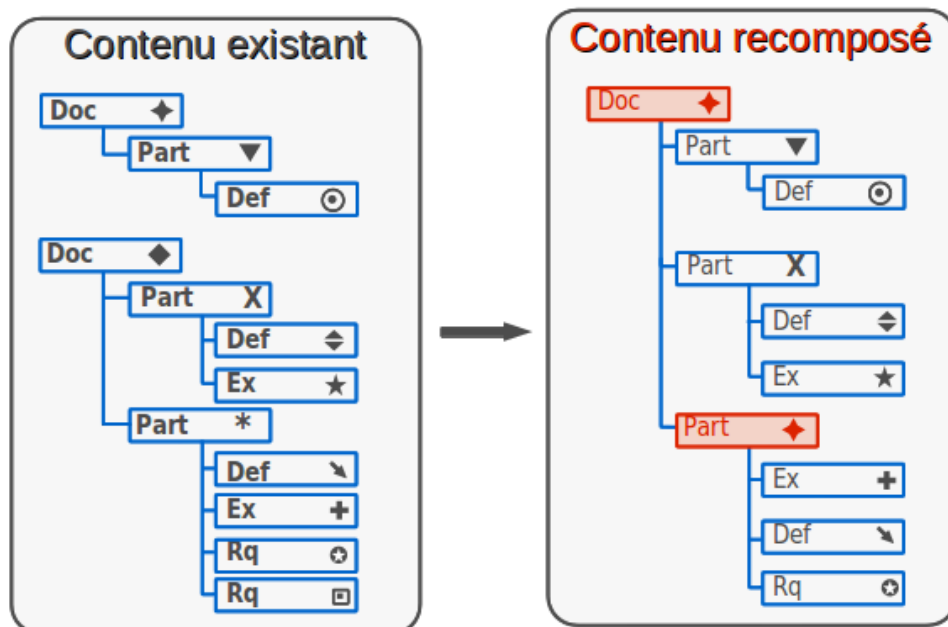 Contenu existant
Doc ✦
Part ▼
Def ⊙
Doc ◆
Part X
Def ⬘
Ex ★
Part *
Def ➘
Ex ✚
Rq ✪
Rq ▣
Contenu recomposé
Doc ✦
Part ▼
Def ⊙
Part X
Def ⬘
Ex ★
Part ✦
Ex ✚
Def ➘
Rq ✪